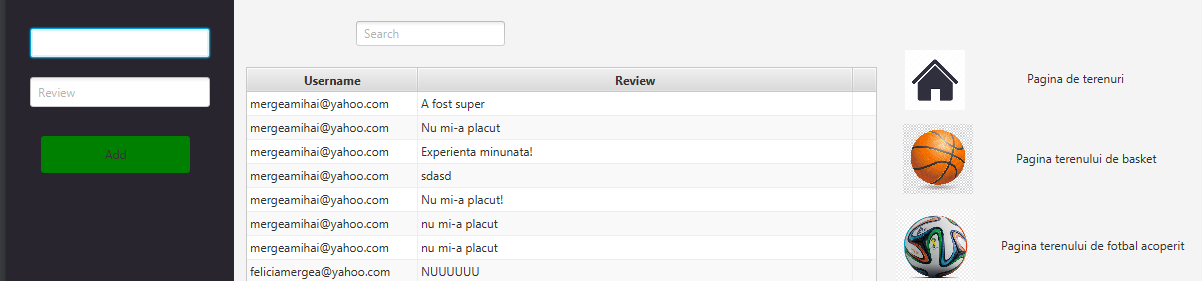 Review
Add
Search
Username Review
mergeamihai@yahoo.com A fost super
mergeamihai@yahoo.com Nu mi-a placut
mergeamihai@yahoo.com Experienta minunata!
mergeamihai@yahoo.com sdasd
mergeamihai@yahoo.com Nu mi-a placut!
mergeamihai@yahoo.com nu mi-a placut
mergeamihai@yahoo.com nu mi-a placut
feliciamergea@yahoo.com NUUUUUU
Pagina de terenuri
Pagina terenului de basket
Pagina terenului de fotbal acoperit